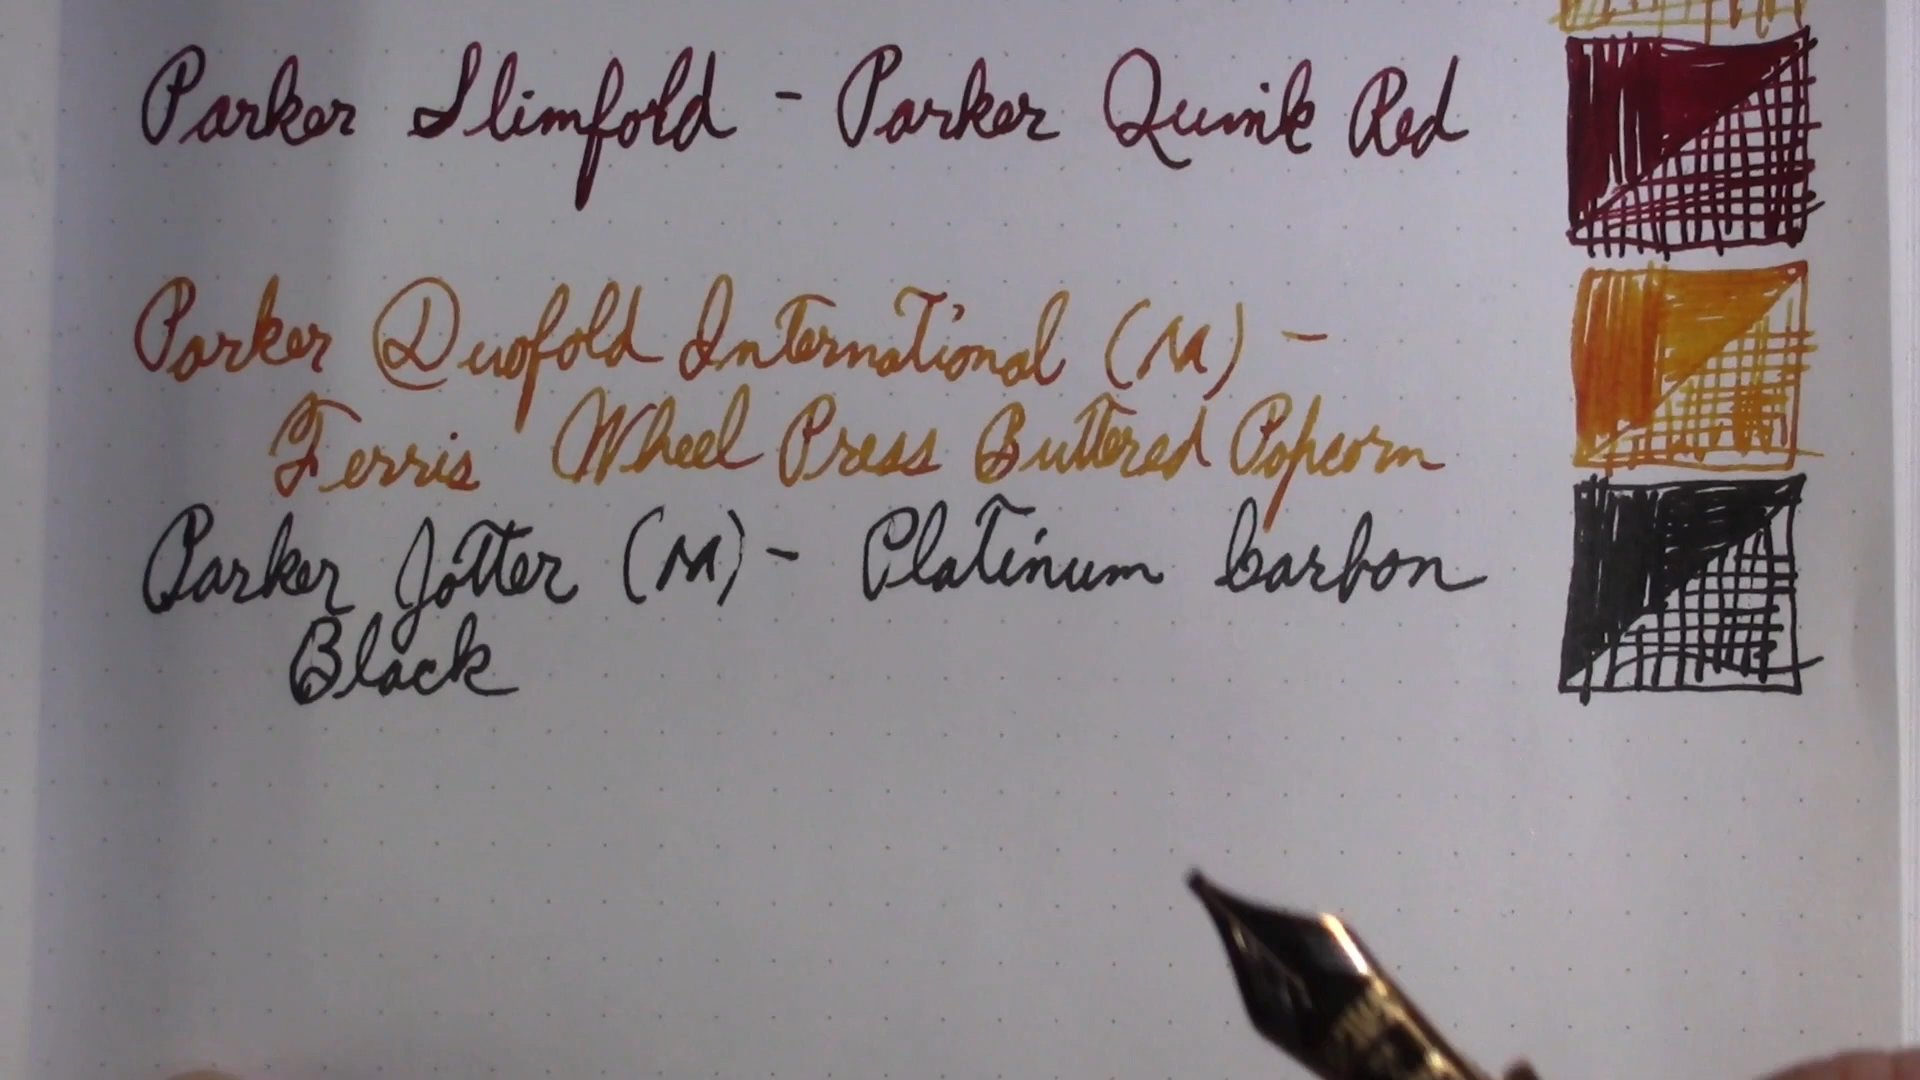 Parker Slimfold - Parker Quink Red
Parker Duofold International (M) -
Ferris Wheel Press Buttered Popcorn
Parker Jotter (M) - Platinum Carbon
Black